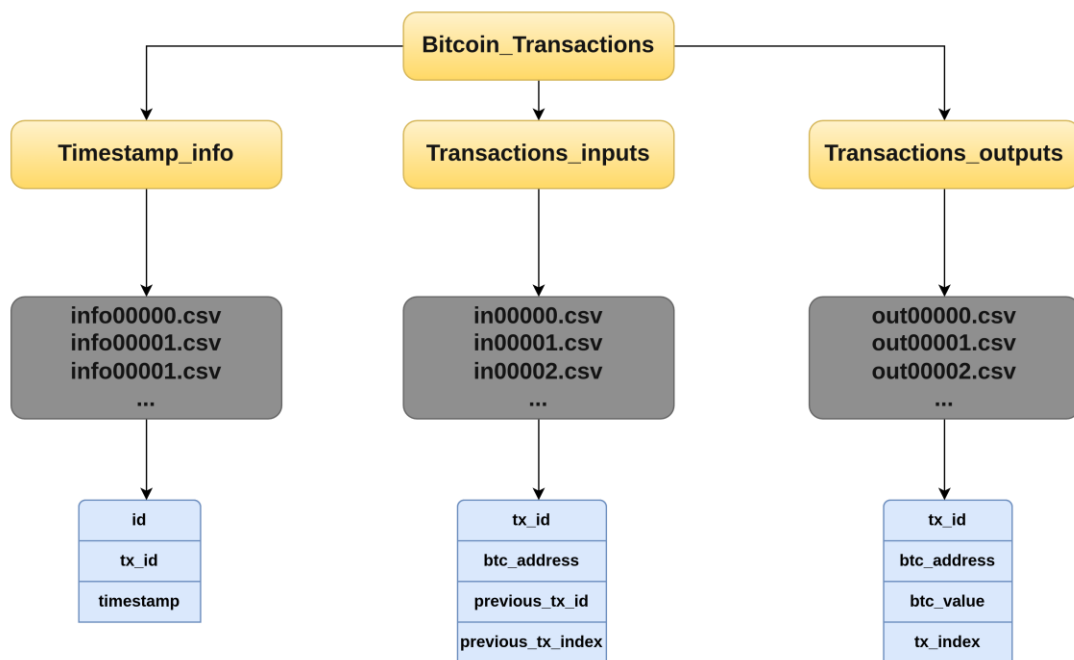 Bitcoin_Transactions
Timestamp_info
Transactions_inputs
Transactions_outputs
info00000.csv
info00001.csv
info00001.csv
...
in00000.csv
in00001.csv
in00002.csv
...
out00000.csv
out00001.csv
out00002.csv
...
id
tx_id
timestamp
tx_id
btc_address
previous_tx_id
previous_tx_index
tx_id
btc_address
btc_value
tx_index